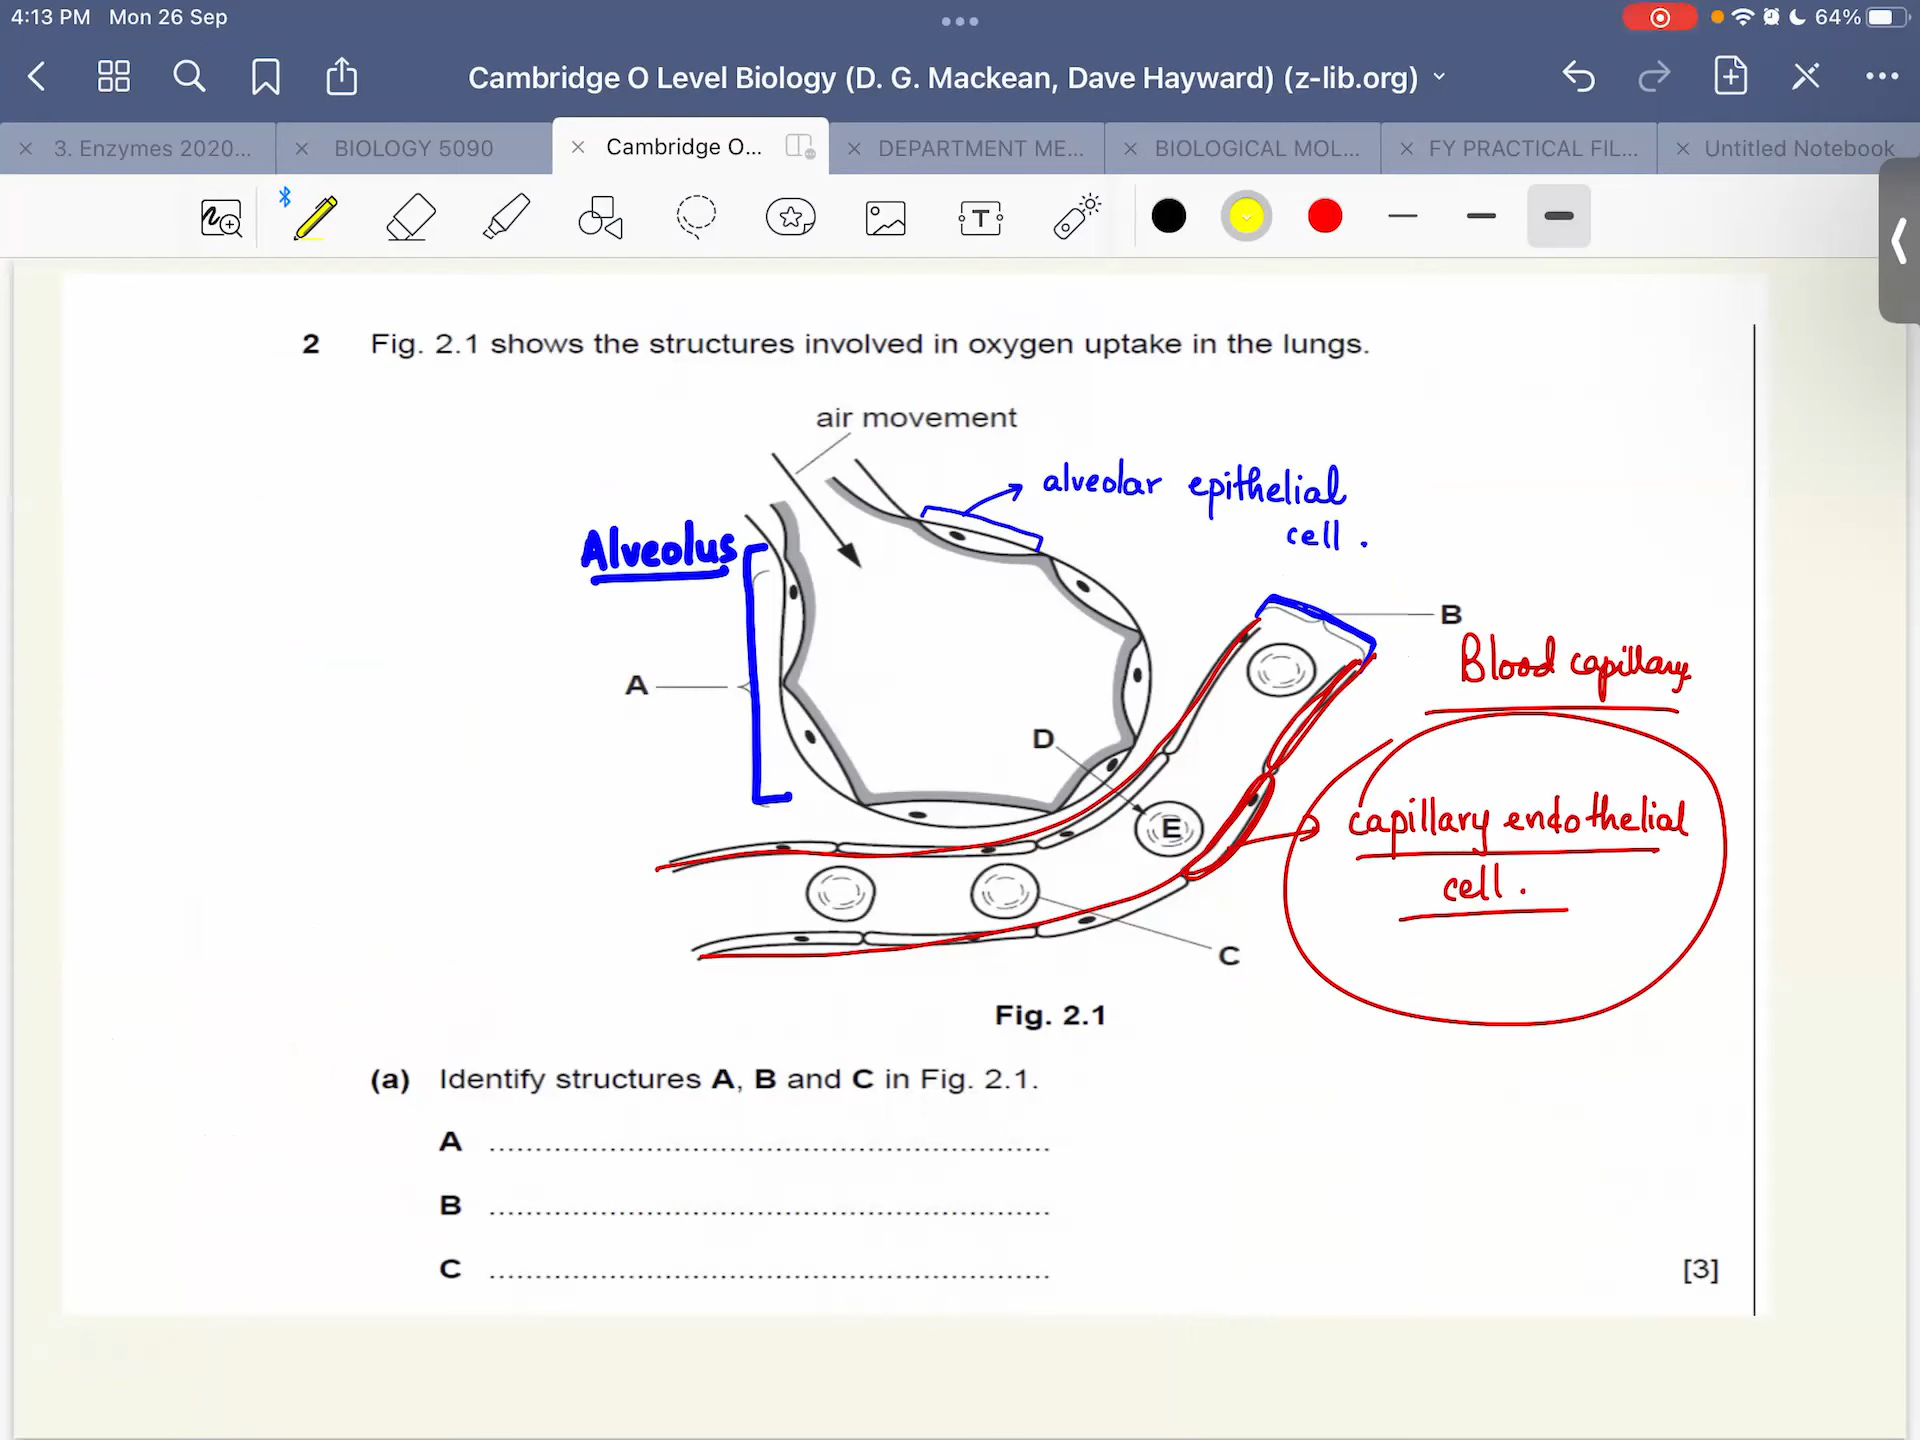 4:13 PM Mon 26 Sep
64%
Cambridge O Level Biology (D. G. Mackean, Dave Hayward) (z-lib.org)
3. Enzymes 2020...
BIOLOGY 5090
Cambridge O...
DEPARTMENT ME...
BIOLOGICAL MOL...
FY PRACTICAL FIL...
Untitled Notebook
T
2 Fig. 2.1 shows the structures involved in oxygen uptake in the lungs.
air movement
alveolar epithelial
cell.
Alveolus
B
Blood capillary
A
D
E
capillary endothelial
cell.
C
Fig. 2.1
(a) Identify structures A, B and C in Fig. 2.1.
A ........................................................
B ........................................................
C ........................................................
[3]